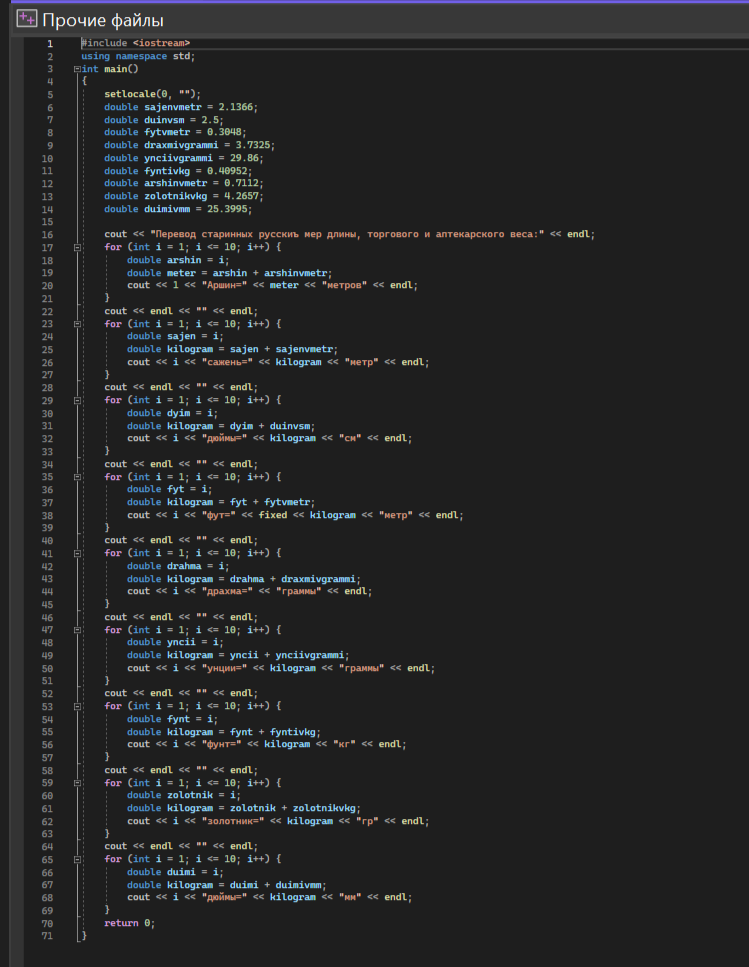 Прочие файлы
1 #include <iostream>
2 using namespace std;
3 int main()
4 {
5 setlocale(0, "");
6 double sajenvmetr = 2.1366;
7 double duinvsm = 2.5;
8 double fytvmetr = 0.3048;
9 double draxmivgrammi = 3.7325;
10 double ynciivgrammi = 29.86;
11 double fyntivkg = 0.40952;
12 double arshinvmetr = 0.7112;
13 double zolotnikvkg = 4.2657;
14 double duimivmm = 25.3995;
15
16 cout << "Перевод старинных русскиъ мер длины, торгового и аптекарского веса:" << endl;
17 for (int i = 1; i <= 10; i++) {
18 double arshin = i;
19 double meter = arshin + arshinvmetr;
20 cout << 1 << "Аршин=" << meter << "метров" << endl;
21 }
22 cout << endl << "" << endl;
23 for (int i = 1; i <= 10; i++) {
24 double sajen = i;
25 double kilogram = sajen + sajenvmetr;
26 cout << i << "сажень=" << kilogram << "метр" << endl;
27 }
28 cout << endl << "" << endl;
29 for (int i = 1; i <= 10; i++) {
30 double dyim = i;
31 double kilogram = dyim + duinvsm;
32 cout << i << "дюймы=" << kilogram << "см" << endl;
33 }
34 cout << endl << "" << endl;
35 for (int i = 1; i <= 10; i++) {
36 double fyt = i;
37 double kilogram = fyt + fytvmetr;
38 cout << i << "фут=" << fixed << kilogram << "метр" << endl;
39 }
40 cout << endl << "" << endl;
41 for (int i = 1; i <= 10; i++) {
42 double drahma = i;
43 double kilogram = drahma + draxmivgrammi;
44 cout << i << "драхма=" << "граммы" << endl;
45 }
46 cout << endl << "" << endl;
47 for (int i = 1; i <= 10; i++) {
48 double yncii = i;
49 double kilogram = yncii + ynciivgrammi;
50 cout << i << "унции=" << kilogram << "граммы" << endl;
51 }
52 cout << endl << "" << endl;
53 for (int i = 1; i <= 10; i++) {
54 double fynt = i;
55 double kilogram = fynt + fyntivkg;
56 cout << i << "фунт=" << kilogram << "кг" << endl;
57 }
58 cout << endl << "" << endl;
59 for (int i = 1; i <= 10; i++) {
60 double zolotnik = i;
61 double kilogram = zolotnik + zolotnikvkg;
62 cout << i << "золотник=" << kilogram << "гр" << endl;
63 }
64 cout << endl << "" << endl;
65 for (int i = 1; i <= 10; i++) {
66 double duimi = i;
67 double kilogram = duimi + duimivmm;
68 cout << i << "дюймы=" << kilogram << "мм" << endl;
69 }
70 return 0;
71 }